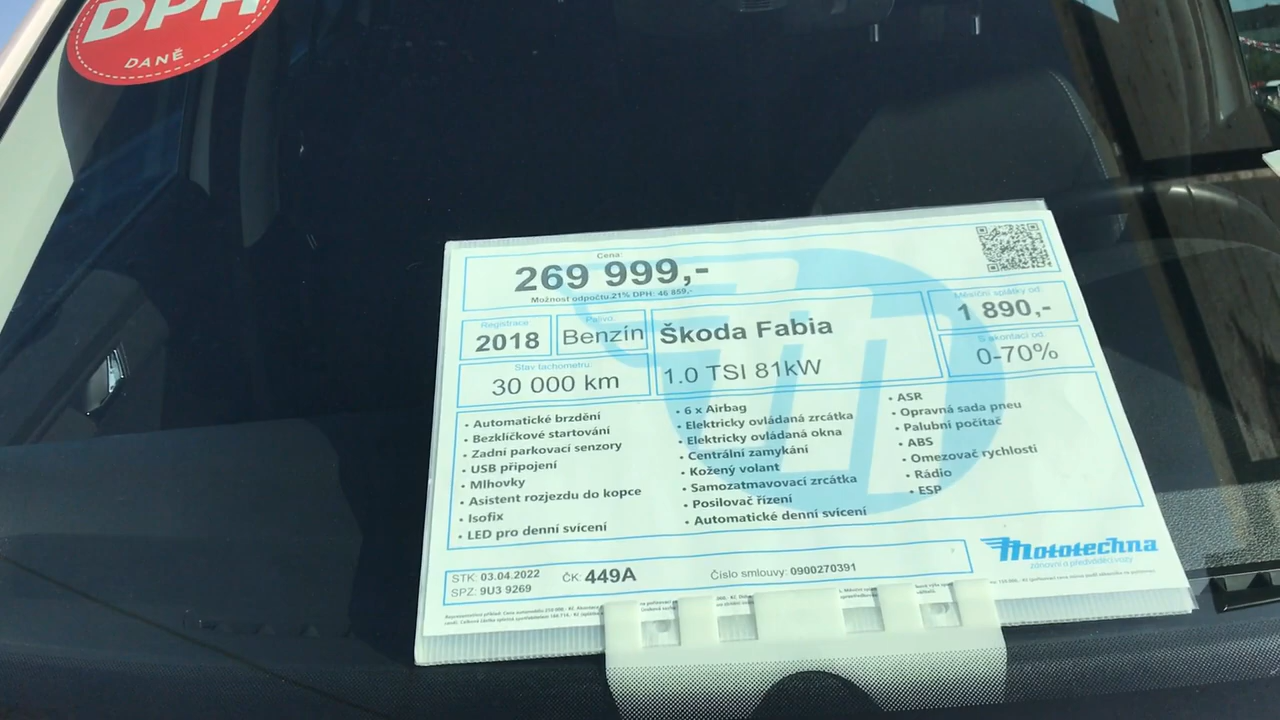 DPH
DANĚ
Cena:
269 999,-
Možnost odpočtu 21% DPH: 46 859,-
Registrace
2018
Palivo:
Benzín
Škoda Fabia
1.0 TSI 81kW
Měsíční splátky od:
1 890,-
S akontací od:
0-70%
Stav tachometru:
30 000 km
• Automatické brzdění
• Bezklíčkové startování
• Zadní parkovací senzory
• USB připojení
• Mlhovky
• Asistent rozjezdu do kopce
• Isofix
• LED pro denní svícení
• 6 x Airbag
• Elektricky ovládaná zrcátka
• Elektricky ovládaná okna
• Centrální zamykání
• Kožený volant
• Samozatmavovací zrcátka
• Posilovač řízení
• Automatické denní svícení
• ASR
• Opravná sada pneu
• Palubní počítač
• ABS
• Omezovač rychlosti
• Rádio
• ESP
STK: 03.04.2022
ČK: 449A
Číslo smlouvy: 0900270391
SPZ: 9U3 9269
Mototechna
zánovní a předváděcí vozy